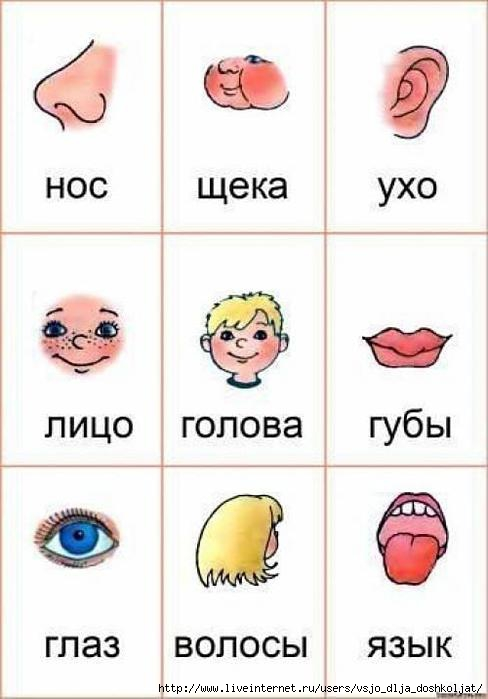 нос щека ухо
лицо голова губы
глаз волосы язык
http://www.liveinternet.ru/users/vsjo_dlja_doshkoljat/